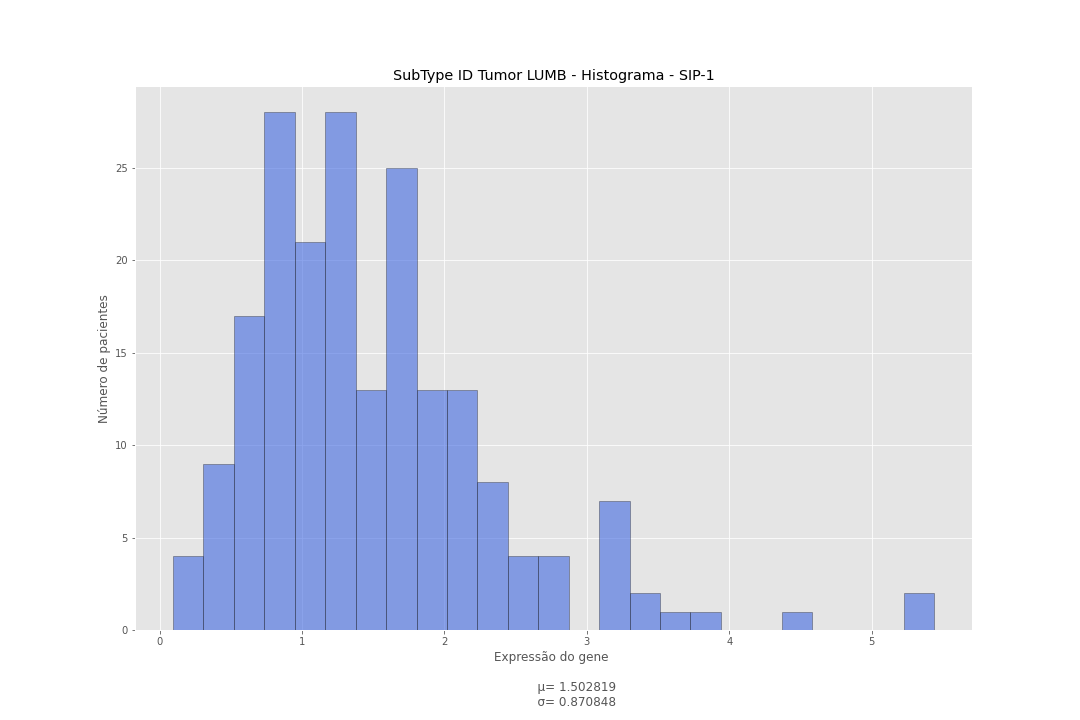 SubType ID Tumor LUMB - Histograma - SIP-1
25
20
15
10
5
0
Número de pacientes
0 1 2 3 4 5
Expressão do gene
μ= 1.502819
σ= 0.870848